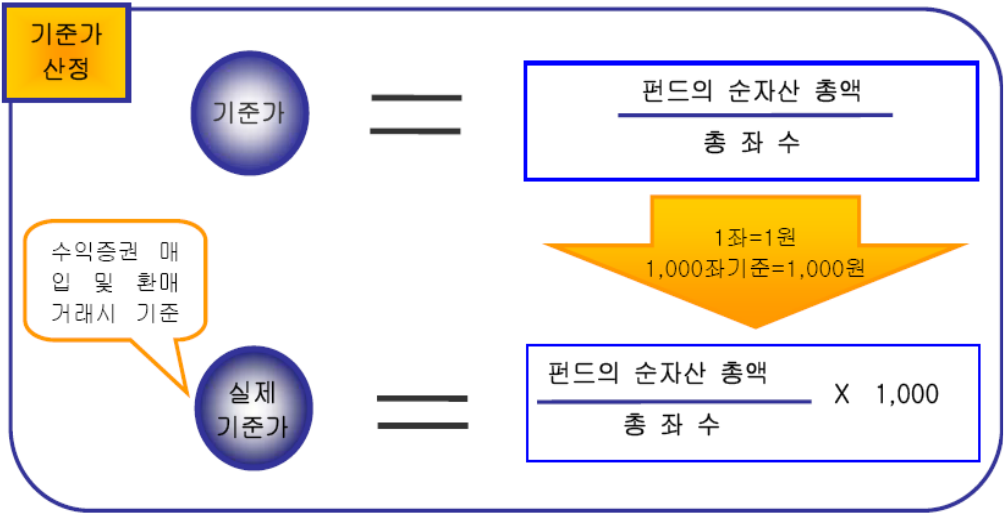 기준가
산정
기준가
펀드의 순자산 총액
총 좌 수
1좌=1원
1,000좌기준=1,000원
수익증권 매
입 및 환매
거래시 기준
실제
기준가
펀드의 순자산 총액
X 1,000
총 좌 수